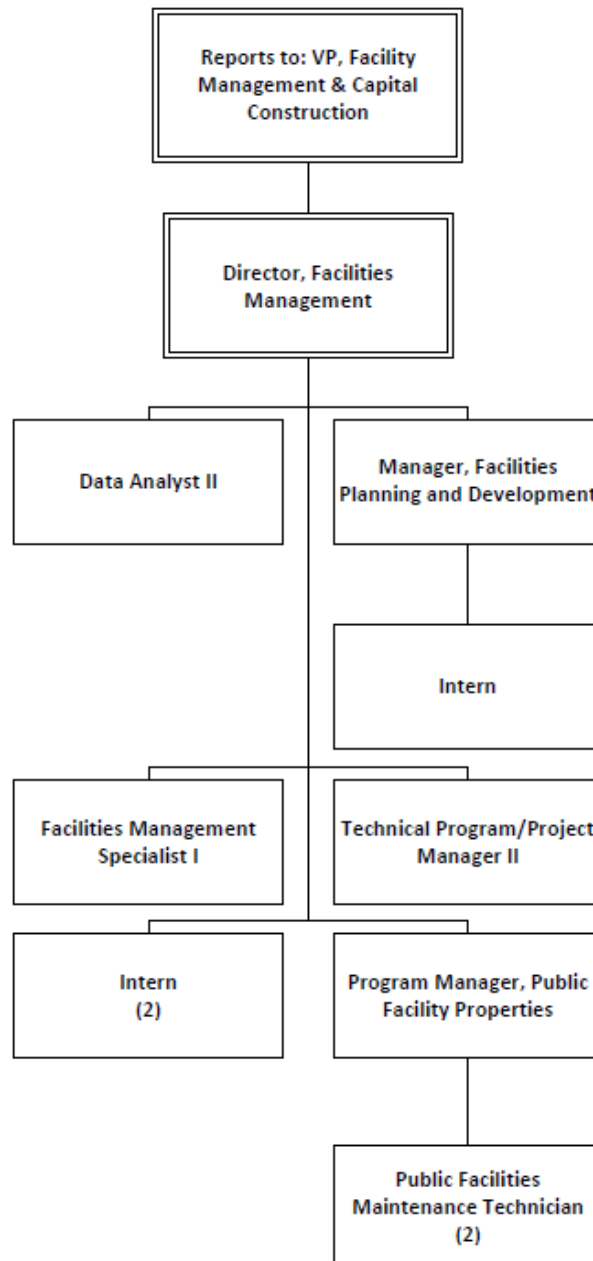 Reports to: VP, Facility
Management & Capital
Construction
Director, Facilities
Management
Data Analyst II
Manager, Facilities
Planning and Development
Intern
Facilities Management
Specialist I
Technical Program/Project
Manager II
Intern
(2)
Program Manager, Public
Facility Properties
Public Facilities
Maintenance Technician
(2)